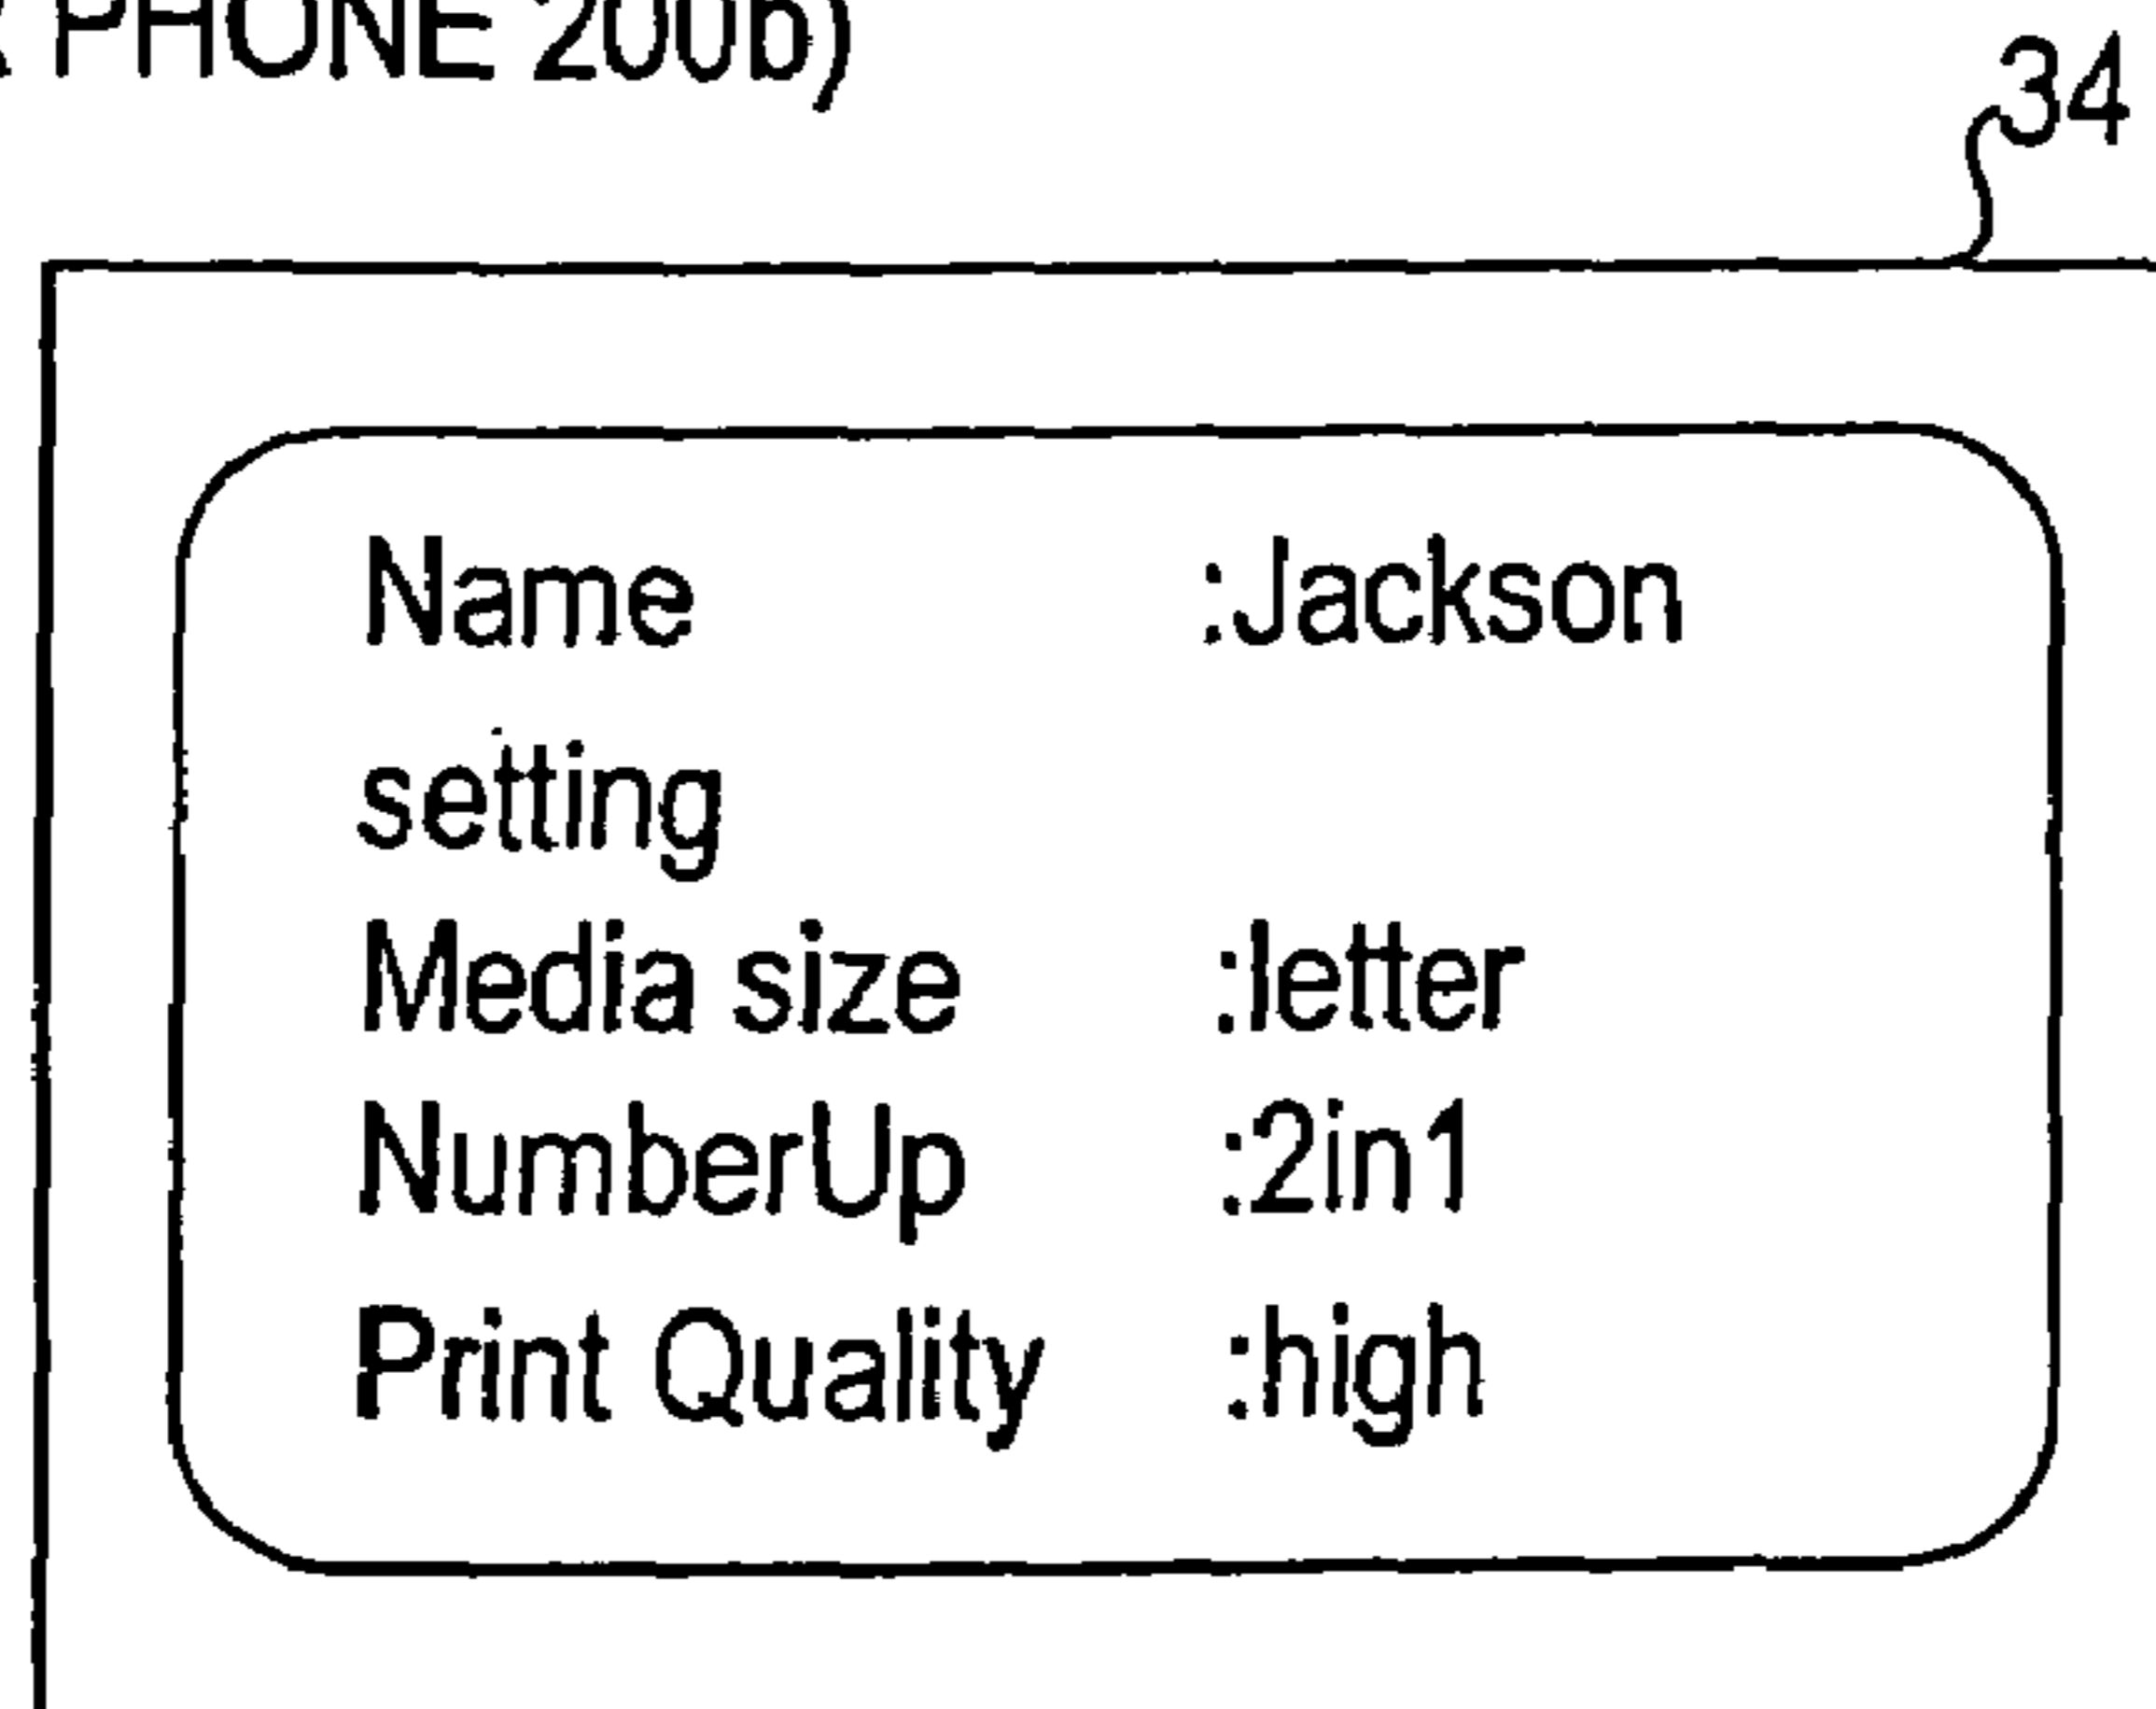 PHONE 200b)
34
Name :Jackson
setting
Media size :letter
NumberUp :2in1
Print Quality :high